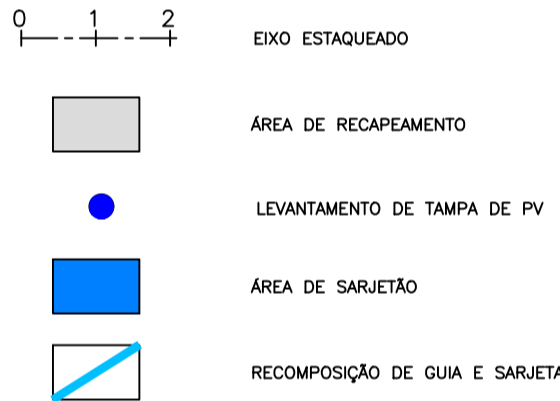 0 1 2
EIXO ESTAQUEADO
ÁREA DE RECAPEAMENTO
LEVANTAMENTO DE TAMPA DE PV
ÁREA DE SARJETÃO
RECOMPOSIÇÃO DE GUIA E SARJETA